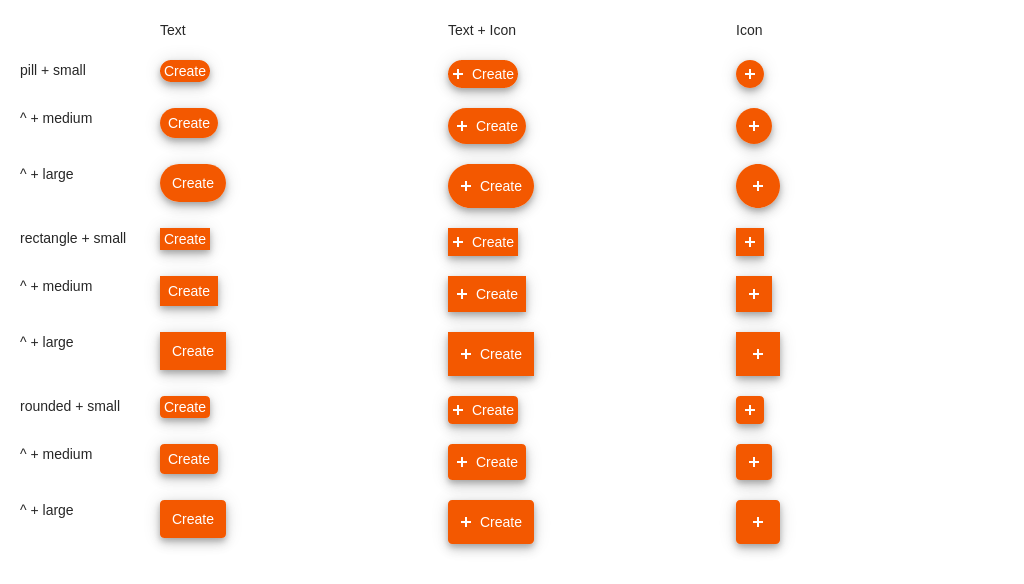 Text Text + Icon Icon
pill + small Create Create
^ + medium Create Create
^ + large Create Create
rectangle + small Create Create
^ + medium Create Create
^ + large Create Create
rounded + small Create Create
^ + medium Create Create
^ + large Create Create